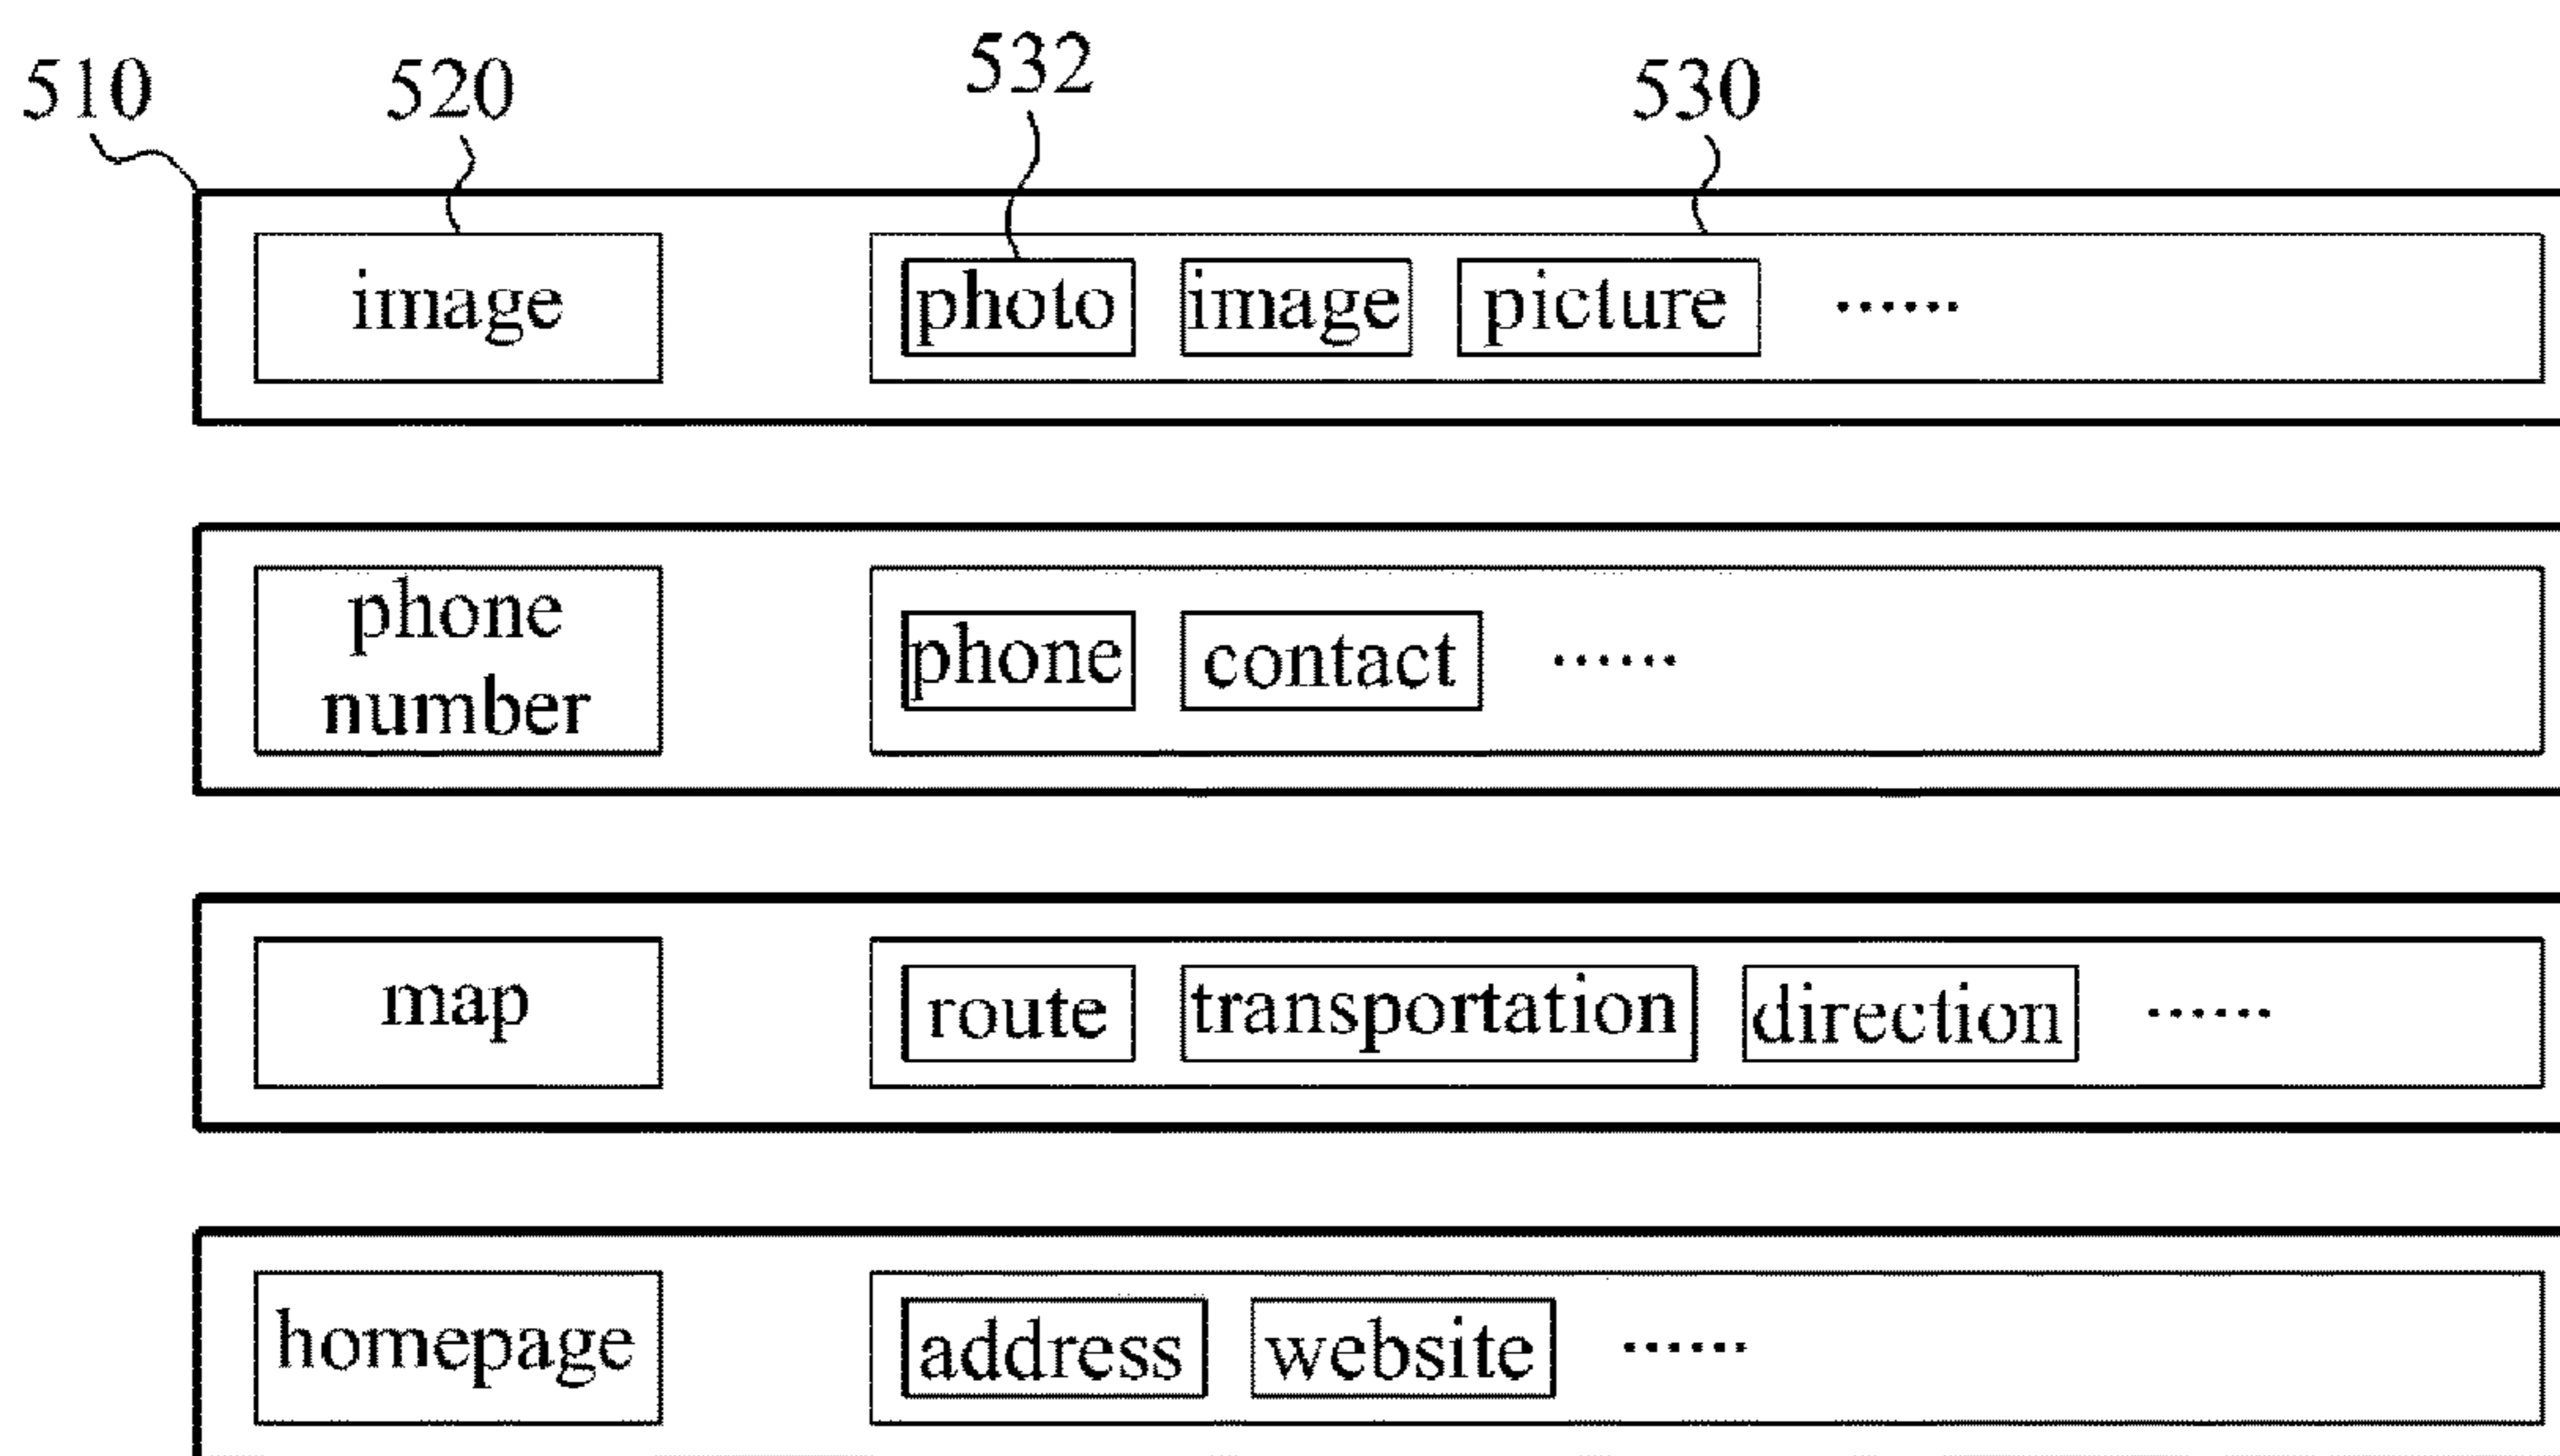 510 520 532 530
image photo image picture ......
phone
number phone contact ......
map route transportation direction ......
homepage address website ......